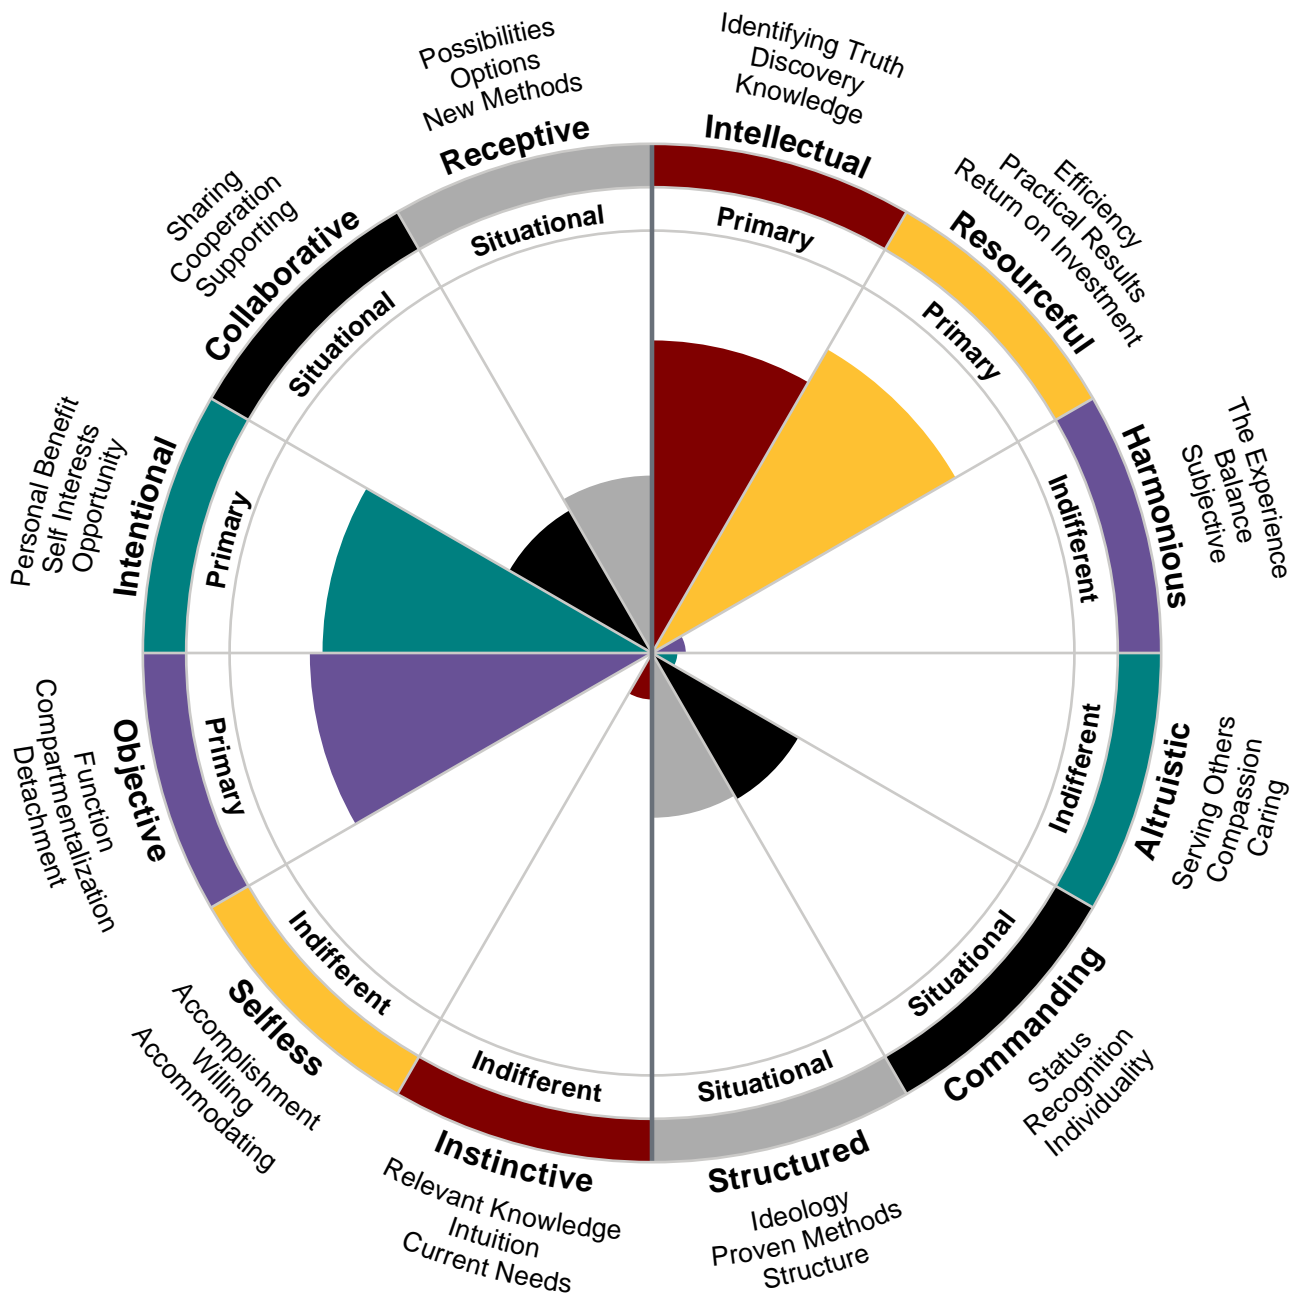 Identifying Truth
Discovery
Knowledge
Intellectual
Primary
Efficiency
Practical Results
Return on Investment
Resourceful
Primary
The Experience
Balance
Subjective
Harmonious
Indifferent
Altruistic
Indifferent
Serving Others
Compassion
Caring
Commanding
Situational
Status
Recognition
Individuality
Situational
Structured
Ideology
Proven Methods
Structure
Indifferent
Instinctive
Relevant Knowledge
Intuition
Current Needs
Indifferent
Selfless
Accomplishment
Willing
Accommodating
Primary
Objective
Function
Compartmentalization
Detachment
Personal Benefit
Self Interests
Opportunity
Intentional
Primary
Sharing
Cooperation
Supporting
Collaborative
Situational
Possibilities
Options
New Methods
Receptive
Situational